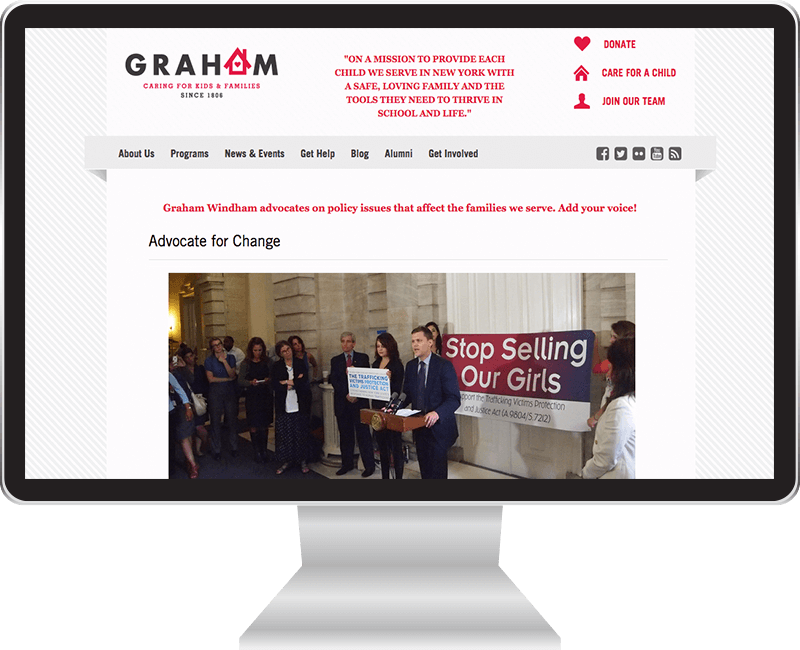 GRAHAM
CARING FOR KIDS & FAMILIES
SINCE 1806
"ON A MISSION TO PROVIDE EACH
CHILD WE SERVE IN NEW YORK WITH
A SAFE, LOVING FAMILY AND THE
TOOLS THEY NEED TO THRIVE IN
SCHOOL AND LIFE."
DONATE
CARE FOR A CHILD
JOIN OUR TEAM
About Us Programs News & Events Get Help Blog Alumni Get Involved
You Tube
Graham Windham advocates on policy issues that affect the families we serve. Add your voice!
Advocate for Change
THE TRAFFICKING
VICTIMS PROTECTION
AND JUSTICE ACT
Stop Selling
Our Girls
support the Trafficking Victims Protection
and Justice Act (A.9804/S.7212)